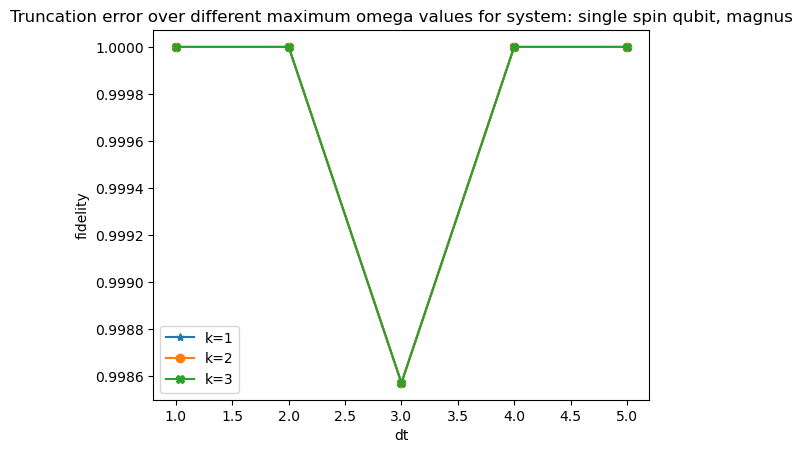 Truncation error over different maximum omega values for system: single spin qubit, magnus
1.0000
0.9998
0.9996
0.9994
0.9992
0.9990
0.9988
0.9986
fidelity
k=1
k=2
k=3
1.0 1.5 2.0 2.5 3.0 3.5 4.0 4.5 5.0
dt